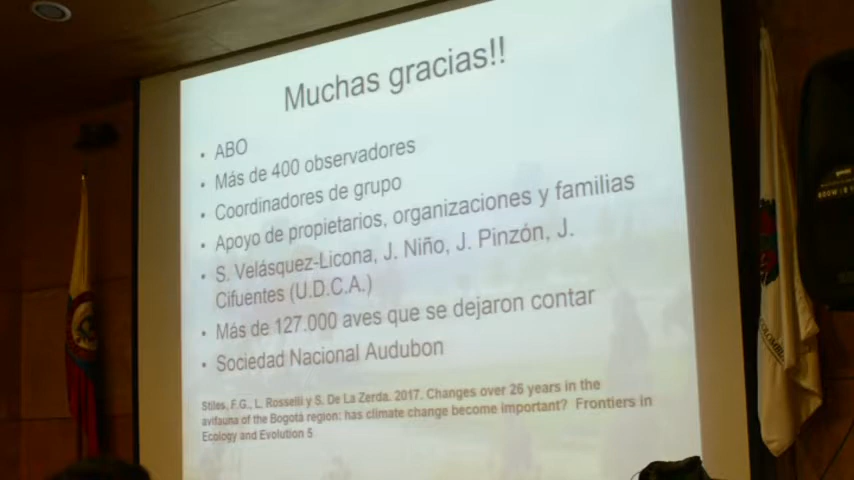 Muchas gracias!!
• ABO
• Más de 400 observadores
• Coordinadores de grupo
• Apoyo de propietarios, organizaciones y familias
• S. Velásquez-Licona, J. Niño, J. Pinzón, J.
Cifuentes (U.D.C.A.)
• Más de 127.000 aves que se dejaron contar
• Sociedad Nacional Audubon
Stiles, F.G., L. Rosselli y S. De La Zerda. 2017. Changes over 26 years in the
avifauna of the Bogotá region: has climate change become important? Frontiers in
Ecology and Evolution 5